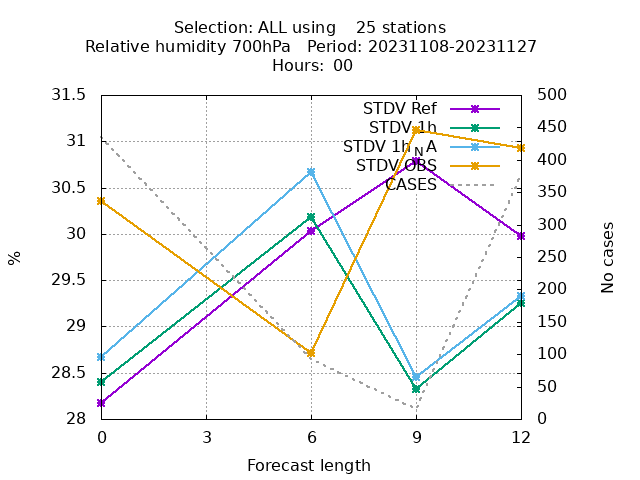 Selection: ALL using    25 stations
Relative humidity 700hPa   Period: 20231108-20231127
Hours:  00
STDV Ref
STDV 1h
STDV 1h_NA
STDV OBS
CASES
31.5
31
30.5
30
29.5
29
28.5
28
500
450
400
350
300
250
200
150
100
50
0
%
No cases
0 3 6 9 12
Forecast length